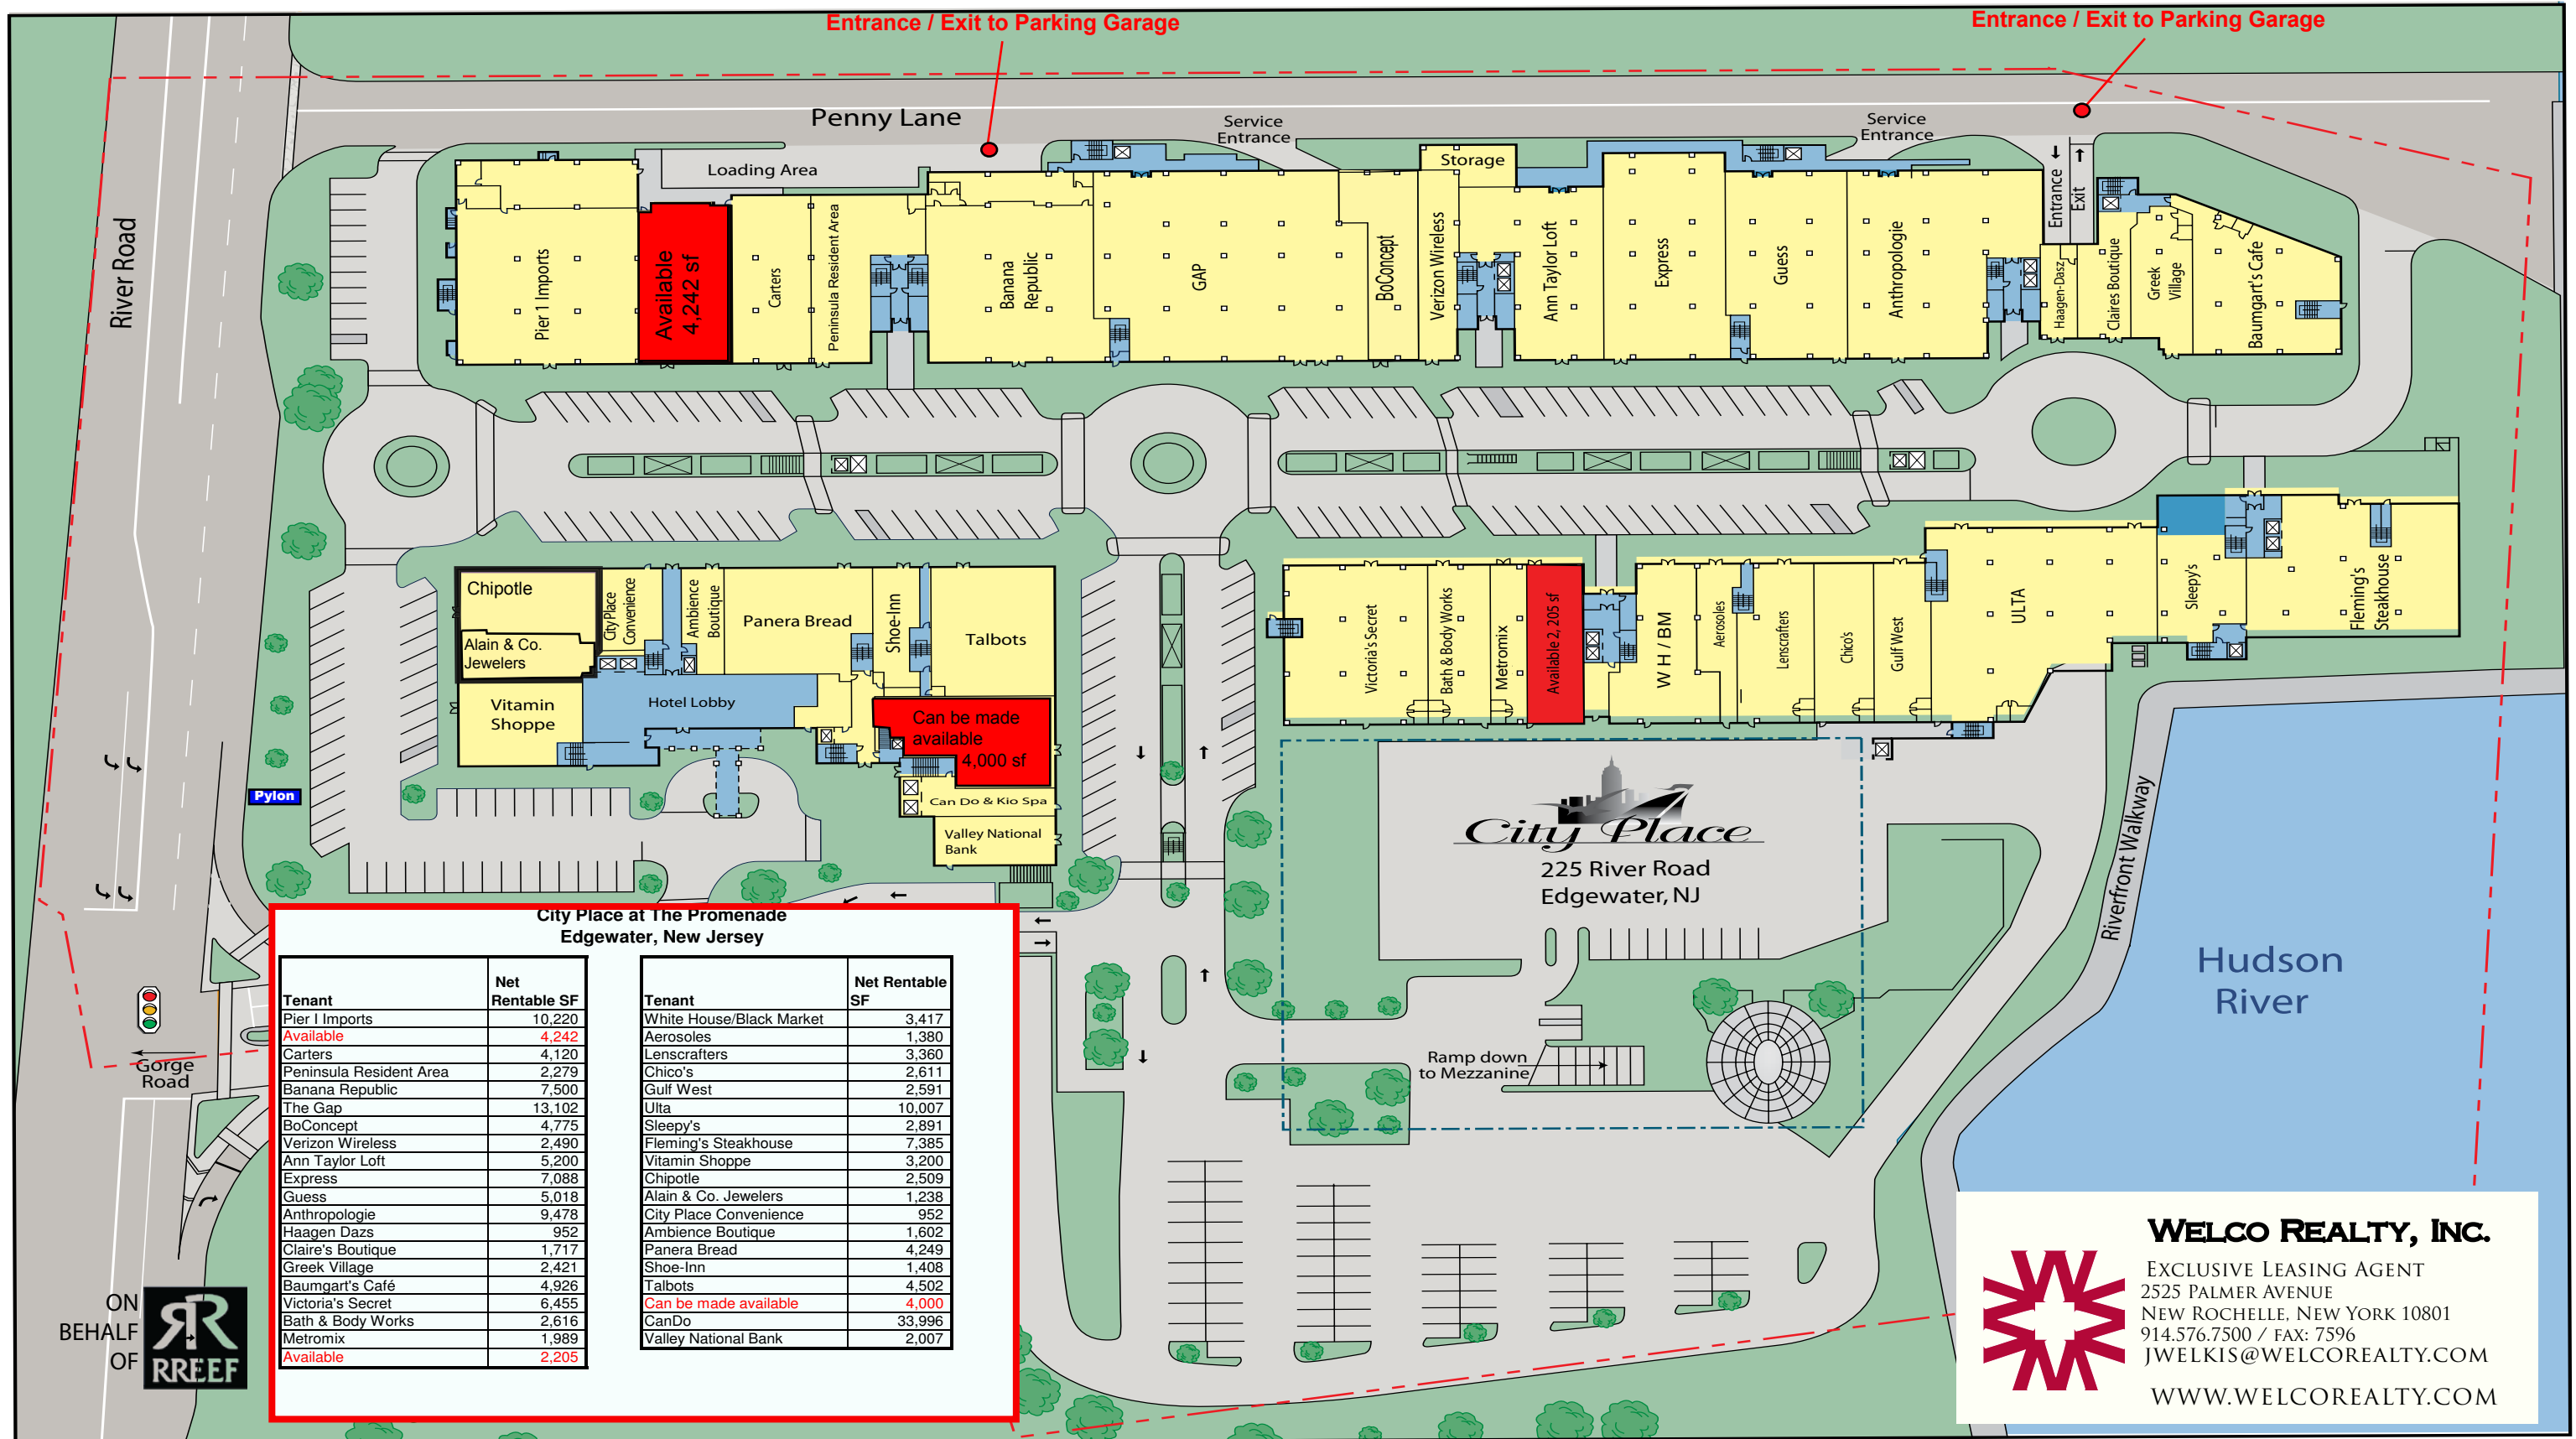 Entrance / Exit to Parking Garage
Entrance / Exit to Parking Garage
Penny Lane
Service
Entrance
Service
Entrance
Loading Area
Storage
Entrance
Exit
River Road
Pier 1 Imports
Available
4,242 sf
Carters
Peninsula Resident Area
Banana
Republic
GAP
BoConcept
Verizon Wireless
Ann Taylor Loft
Express
Guess
Anthropologie
Haagen-Dasz
Claires Boutique
Greek
Village
Baumgart's Cafe
Chipotle
Alain & Co.
Jewelers
City Place
Convenience
Ambience
Boutique
Panera Bread
Shoe-Inn
Talbots
Vitamin
Shoppe
Hotel Lobby
Can be made
available
4,000 sf
Can Do & Kio Spa
Valley National
Bank
Victoria's Secret
Bath & Body Works
Metromix
Available 2, 205 sf
W H / BM
Aerosoles
Lenscrafters
Chico's
Gulf West
ULTA
Sleepy's
Fleming's
Steakhouse
Pylon
City Place
225 River Road
Edgewater, NJ
Riverfront Walkway
Hudson
River
Ramp down
to Mezzanine
Gorge
Road
City Place at The Promenade
Edgewater, New Jersey
Tenant Net Rentable SF
Pier I Imports 10,220
Available 4,242
Carters 4,120
Peninsula Resident Area 2,279
Banana Republic 7,500
The Gap 13,102
BoConcept 4,775
Verizon Wireless 2,490
Ann Taylor Loft 5,200
Express 7,088
Guess 5,018
Anthropologie 9,478
Haagen Dazs 952
Claire's Boutique 1,717
Greek Village 2,421
Baumgart's Café 4,926
Victoria's Secret 6,455
Bath & Body Works 2,616
Metromix 1,989
Available 2,205
Tenant Net Rentable SF
White House/Black Market 3,417
Aerosoles 1,380
Lenscrafters 3,360
Chico's 2,611
Gulf West 2,591
Ulta 10,007
Sleepy's 2,891
Fleming's Steakhouse 7,385
Vitamin Shoppe 3,200
Chipotle 2,509
Alain & Co. Jewelers 1,238
City Place Convenience 952
Ambience Boutique 1,602
Panera Bread 4,249
Shoe-Inn 1,408
Talbots 4,502
Can be made available 4,000
CanDo 33,996
Valley National Bank 2,007
ON
BEHALF
OF
RREEF
WELCO REALTY, INC.
EXCLUSIVE LEASING AGENT
2525 PALMER AVENUE
NEW ROCHELLE, NEW YORK 10801
914.576.7500 / FAX: 7596
JWELKIS@WELCOREALTY.COM
WWW.WELCOREALTY.COM